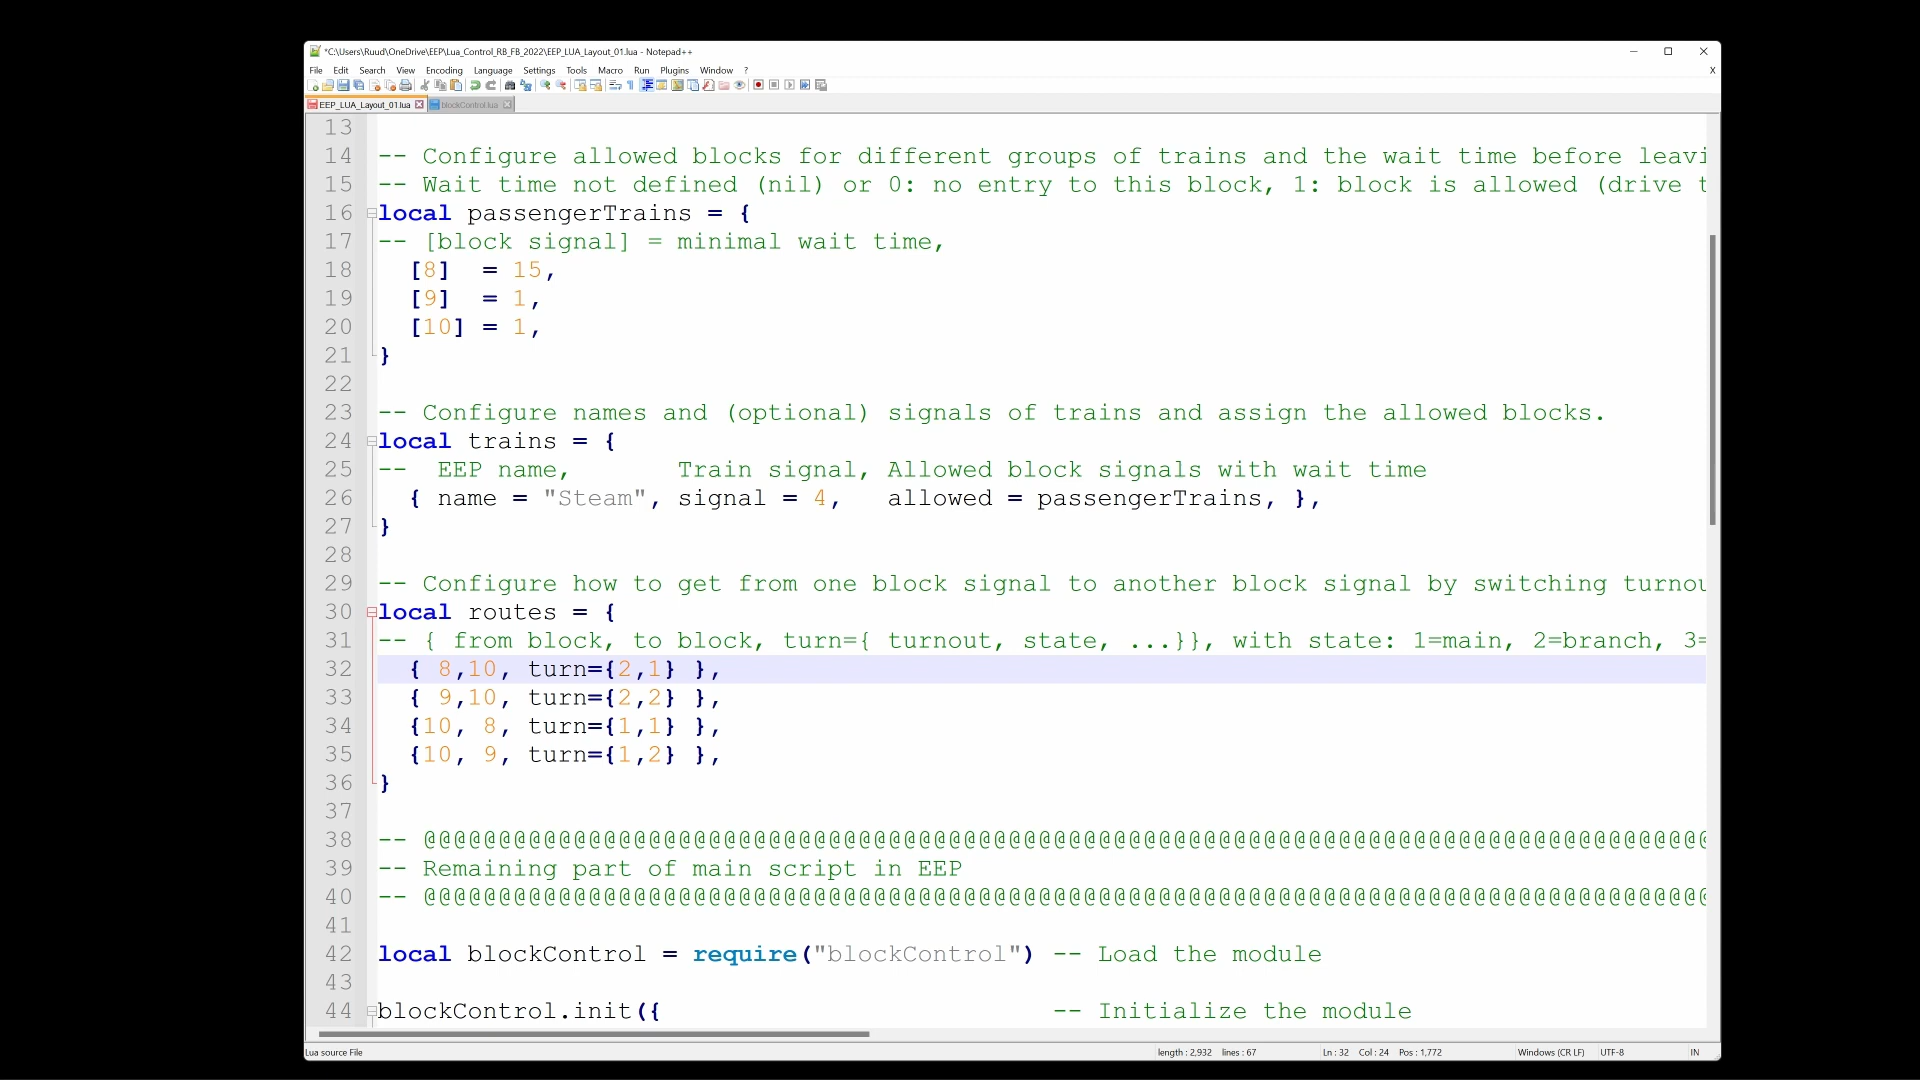 *C:\Users\Ruud\OneDrive\EEP\Lua_Control_RB_FB_2022\EEP_LUA_Layout_01.lua - Notepad++
File Edit Search View Encoding Language Settings Tools Macro Run Plugins Window ? X
EEP_LUA_Layout_01.lua blockControl.lua
13
14 -- Configure allowed blocks for different groups of trains and the wait time before leavi
15 -- Wait time not defined (nil) or 0: no entry to this block, 1: block is allowed (drive t
16 local passengerTrains = {
17 -- [block signal] = minimal wait time,
18 [8] = 15,
19 [9] = 1,
20 [10] = 1,
21 }
22
23 -- Configure names and (optional) signals of trains and assign the allowed blocks.
24 local trains = {
25 -- EEP name, Train signal, Allowed block signals with wait time
26 { name = "Steam", signal = 4, allowed = passengerTrains, },
27 }
28
29 -- Configure how to get from one block signal to another block signal by switching turnou
30 local routes = {
31 -- { from block, to block, turn={ turnout, state, ...}}, with state: 1=main, 2=branch, 3=
32 { 8,10, turn={2,1} },
33 { 9,10, turn={2,2} },
34 {10, 8, turn={1,1} },
35 {10, 9, turn={1,2} },
36 }
37
38 -- @@@@@@@@@@@@@@@@@@@@@@@@@@@@@@@@@@@@@@@@@@@@@@@@@@@@@@@@@@@@@@@@@@@@@@@@@@@@@@@@@@@@@@
39 -- Remaining part of main script in EEP
40 -- @@@@@@@@@@@@@@@@@@@@@@@@@@@@@@@@@@@@@@@@@@@@@@@@@@@@@@@@@@@@@@@@@@@@@@@@@@@@@@@@@@@@@@
41
42 local blockControl = require("blockControl") -- Load the module
43
44 blockControl.init({ -- Initialize the module
Lua source File length : 2,932 lines : 67 Ln : 32 Col : 24 Pos : 1,772 Windows (CR LF) UTF-8 IN